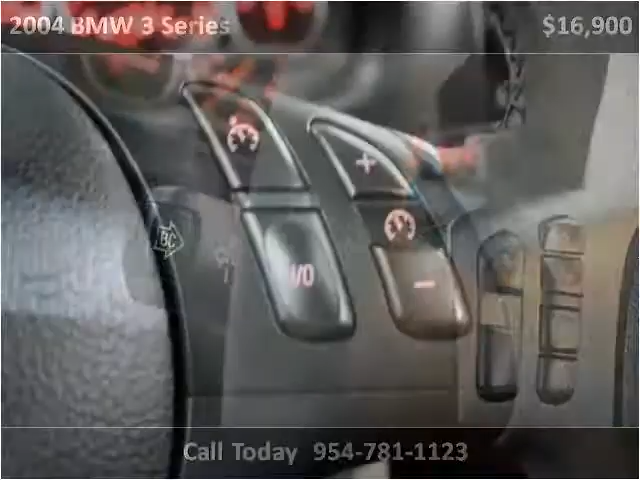 2004 BMW 3 Series $16,900
BC
+
I/O
-
Call Today 954-781-1123